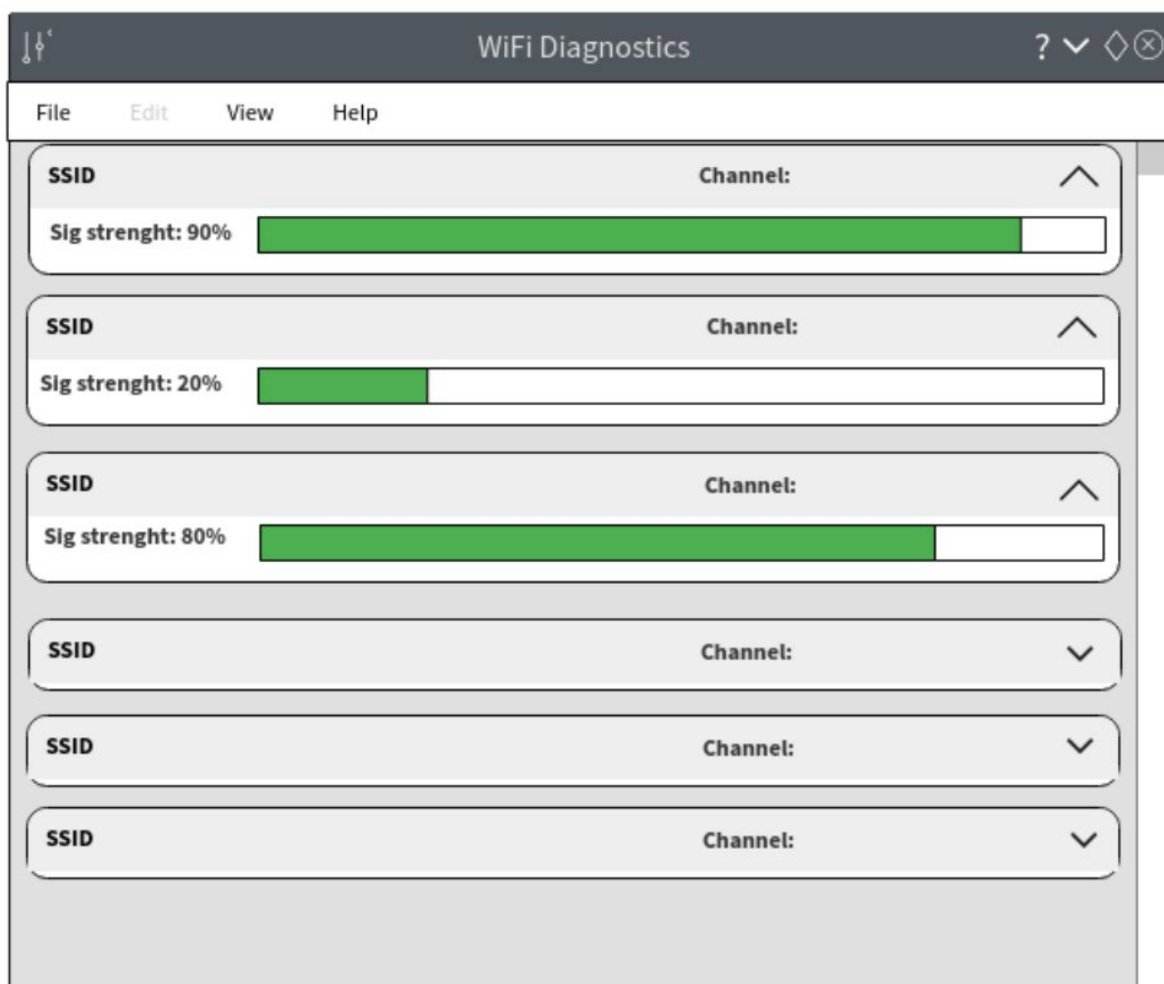 WiFi Diagnostics ?
File Edit View Help
SSID Channel:
Sig strenght: 90%
SSID Channel:
Sig strenght: 20%
SSID Channel:
Sig strenght: 80%
SSID Channel:
SSID Channel:
SSID Channel: